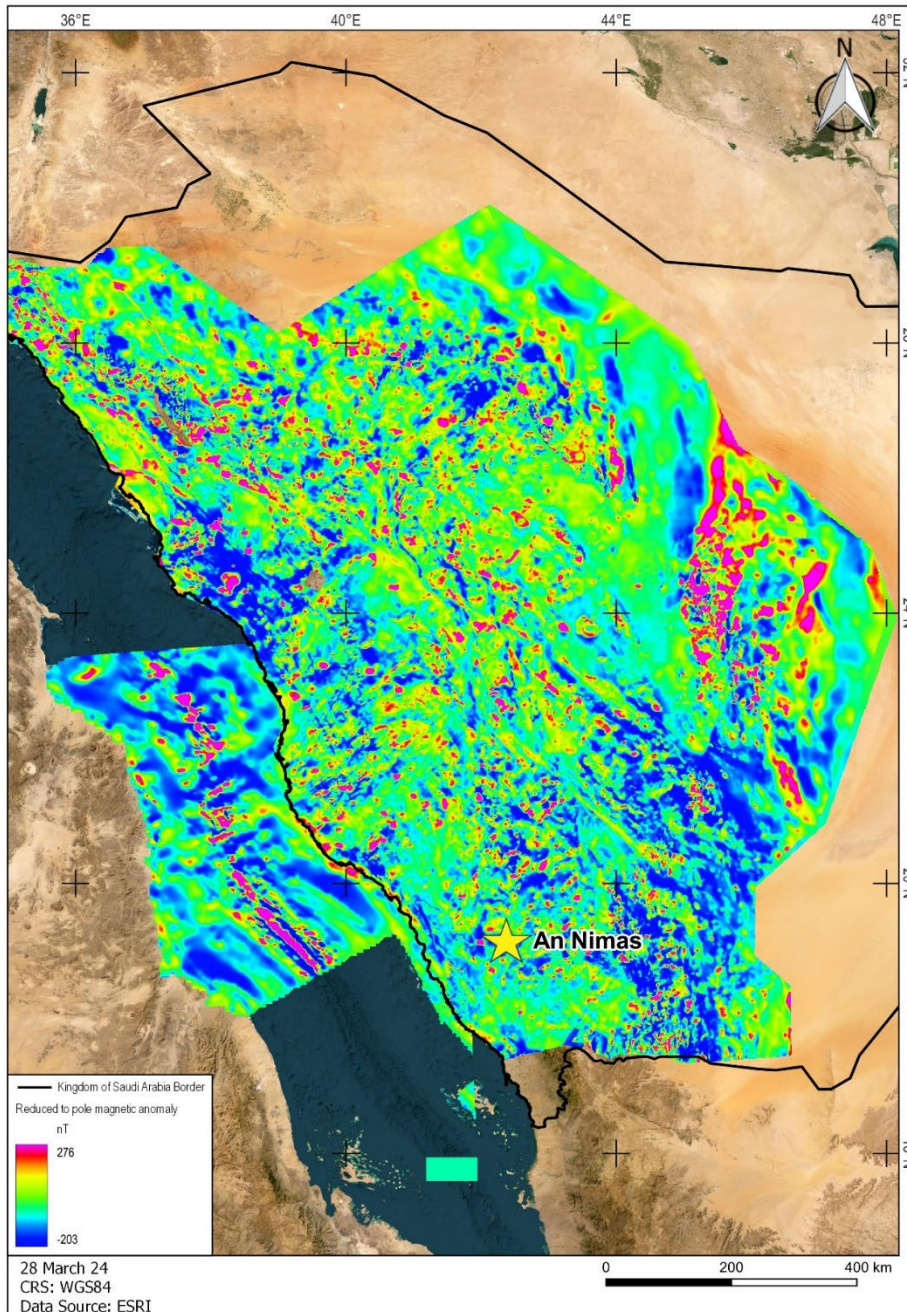 36°E
40°E
44°E
48°E
N
An Nimas
Kingdom of Saudi Arabia Border
Reduced to pole magnetic anomaly
nT
276
-203
28 March 24
CRS: WGS84
Data Source: ESRI
0 200 400 km